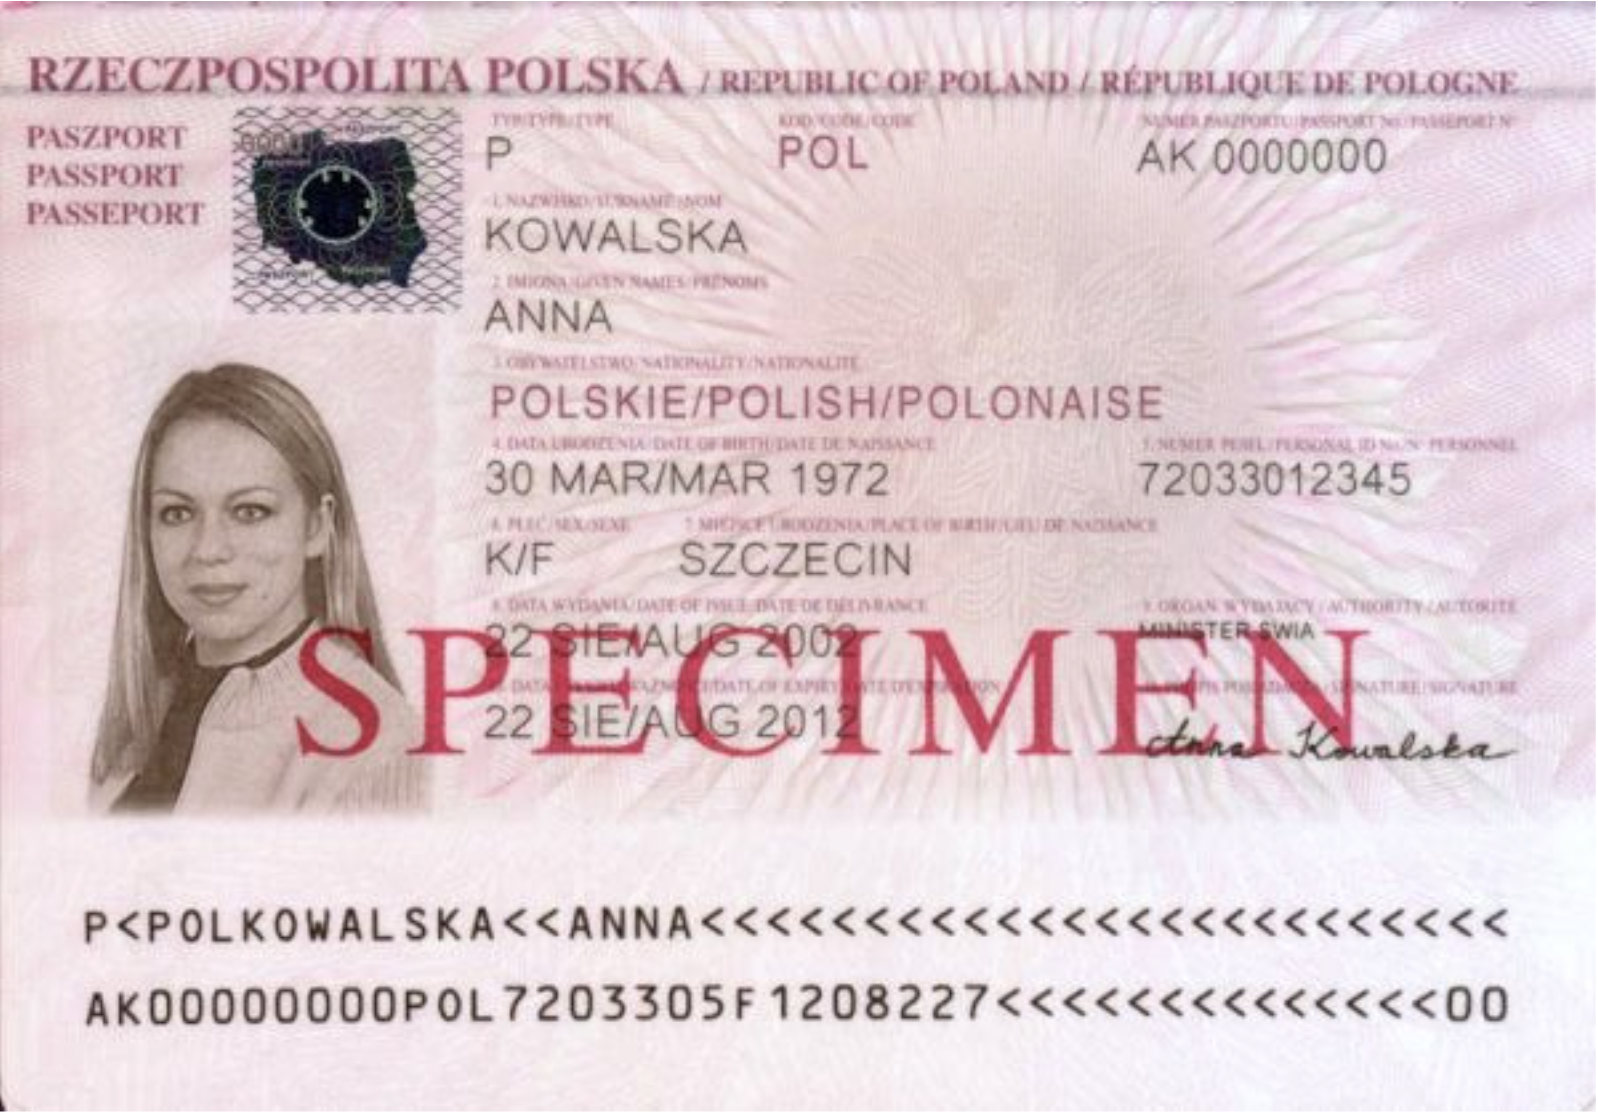 RZECZPOSPOLITA POLSKA / REPUBLIC OF POLAND / RÉPUBLIQUE DE POLOGNE
PASZPORT
PASSPORT
PASSEPORT
TYP/TYPE/TYPE
KOD/CODE/CODE
NUMER PASZPORTU/PASSPORT No/PASSEPORT N°
P
POL
AK 0000000
1. NAZWISKO/SURNAME/NOM
KOWALSKA
2. IMIONA/GIVEN NAMES/PRÉNOMS
ANNA
3. OBYWATELSTWO/NATIONALITY/NATIONALITÉ
POLSKIE/POLISH/POLONAISE
4. DATA URODZENIA/DATE OF BIRTH/DATE DE NAISSANCE
5. NUMER PESEL/PERSONAL ID No/N° PERSONNEL
30 MAR/MAR 1972
72033012345
6. PŁEĆ/SEX/SEXE
7. MIEJSCE URODZENIA/PLACE OF BIRTH/LIEU DE NAISSANCE
K/F
SZCZECIN
8. DATA WYDANIA/DATE OF ISSUE/DATE DE DÉLIVRANCE
9. ORGAN WYDAJĄCY/AUTHORITY/AUTORITÉ
22 SIE/AUG 2002
MINISTER SWIA
SPECIMEN
DATE OF EXPIRY
SIGNATURE/SIGNATURE
22 SIE/AUG 2012
Anna Kowalska
P<POLKOWALSKA<<ANNA<<<<<<<<<<<<<<<<<<<<<<<<<
AK00000000POL7203305F1208227<<<<<<<<<<<<<<00